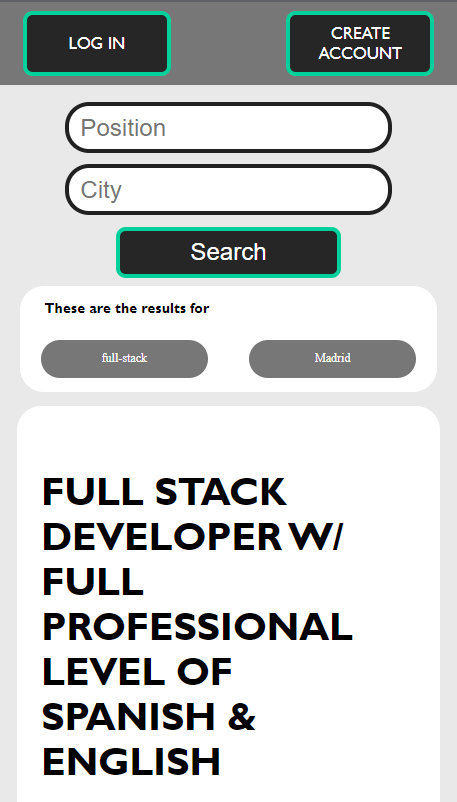 LOG IN
CREATE
ACCOUNT
Position
City
Search
These are the results for
full-stack
Madrid
FULL STACK
DEVELOPER W/
FULL
PROFESSIONAL
LEVEL OF
SPANISH &
ENGLISH